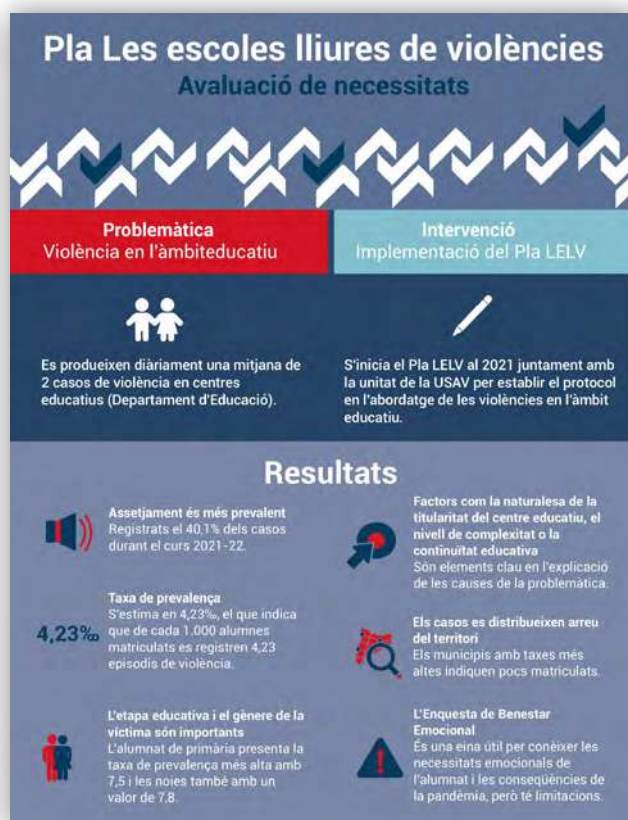 Pla Les escoles lliures de violències
Avaluació de necessitats
Problemàtica
Violència en l'àmbiteducatiu
Intervenció
Implementació del Pla LELV
Es produeixen diàriament una mitjana de
2 casos de violència en centres
educatius (Departament d'Educació).
S'inicia el Pla LELV al 2021 juntament amb
la unitat de la USAV per establir el protocol
en l'abordatge de les violències en l'àmbit
educatiu.
Resultats
Assetjament és més prevalent
Registrats el 40,1% dels casos
durant el curs 2021-22.
Taxa de prevalença
4,23‰
S'estima en 4,23‰, el que indica
que de cada 1.000 alumnes
matriculats es registren 4,23
episodis de violència.
L'etapa educativa i el gènere de la
víctima són importants
L'alumnat de primària presenta la
taxa de prevalença més alta amb
7,5 i les noies també amb un
valor de 7,8.
Factors com la naturalesa de la
titularitat del centre educatiu, el
nivell de complexitat o la
continuïtat educativa
Són elements clau en l'explicació
de les causes de la problemàtica.
Els casos es distribueixen arreu
del territori
Els municipis amb taxes més
altes indiquen pocs matriculats.
L'Enquesta de Benestar
Emocional
És una eina útil per conèixer les
necessitats emocionals de
l'alumnat i les conseqüències de
la pandèmia, però té limitacions.